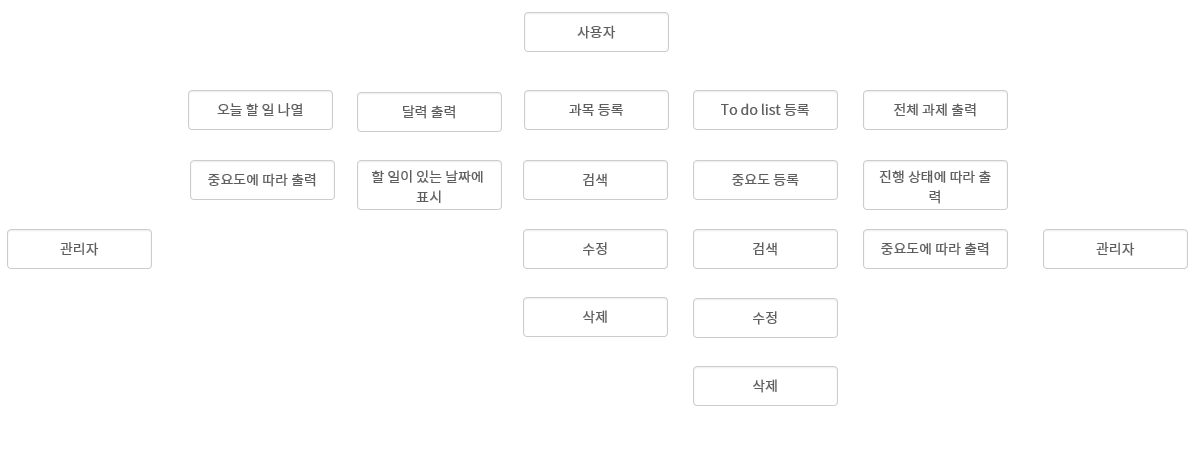 사용자
오늘 할 일 나열
달력 출력
과목 등록
To do list 등록
전체 과제 출력
중요도에 따라 출력
할 일이 있는 날짜에
표시
검색
중요도 등록
진행 상태에 따라 출
력
관리자
수정
검색
중요도에 따라 출력
관리자
삭제
수정
삭제